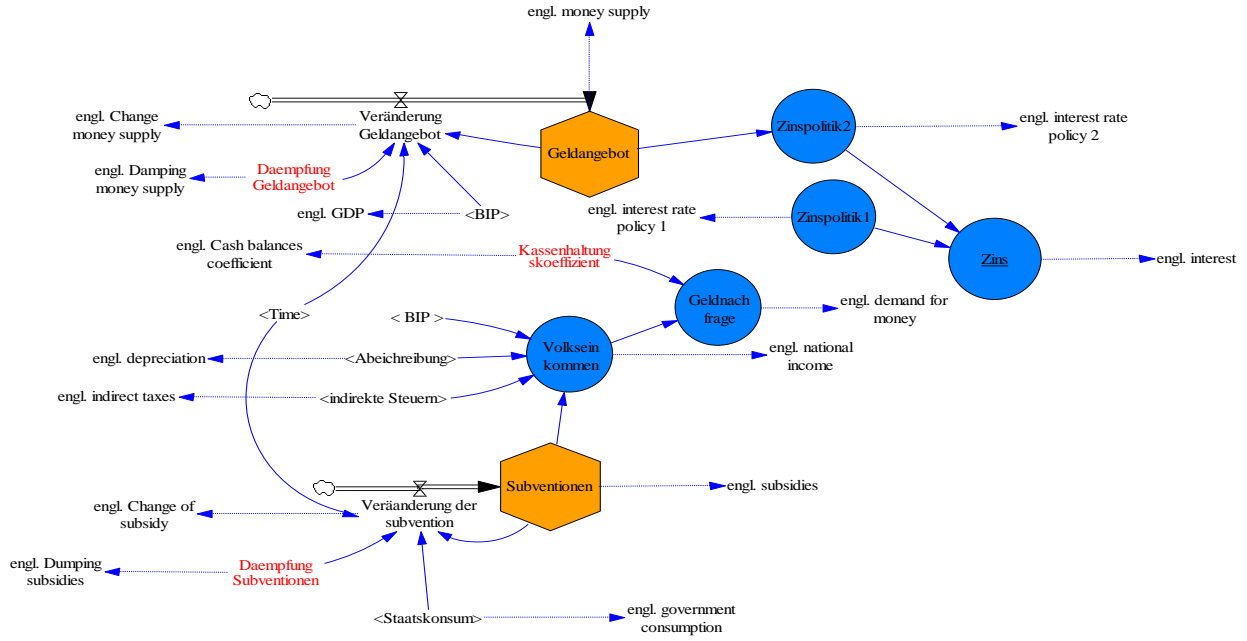 engl. money supply
engl. Change
money supply
Veränderung
Geldangebot
Zinspolitik2
engl. interest rate
policy 2
Geldangebot
engl. Damping
money supply
Daempfung
Geldangebot
engl. GDP
<BIP>
engl. interest rate
policy 1
Zinspolitik1
engl. Cash balances
coefficient
Kassenhaltung
skoeffizient
Zins
engl. interest
<Time>
< BIP >
Geldnach
frage
engl. demand for
money
engl. depreciation
<Abeichreibung>
Volksein
kommen
engl. national
income
engl. indirect taxes
<indirekte Steuern>
Subventionen
engl. subsidies
engl. Change of
subsidy
Veräanderung der
subvention
engl. Dumping
subsidies
Daempfung
Subventionen
<Staatskonsum>
engl. government
consumption